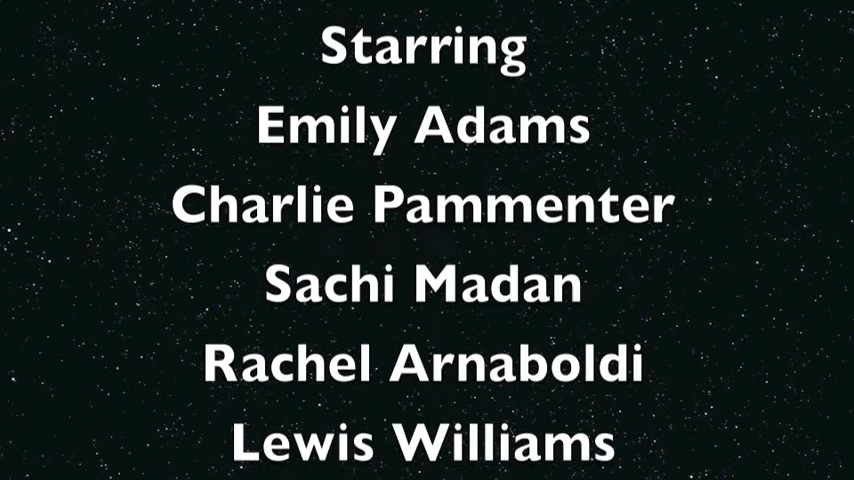 Starring
Emily Adams
Charlie Pammenter
Sachi Madan
Rachel Arnaboldi
Lewis Williams